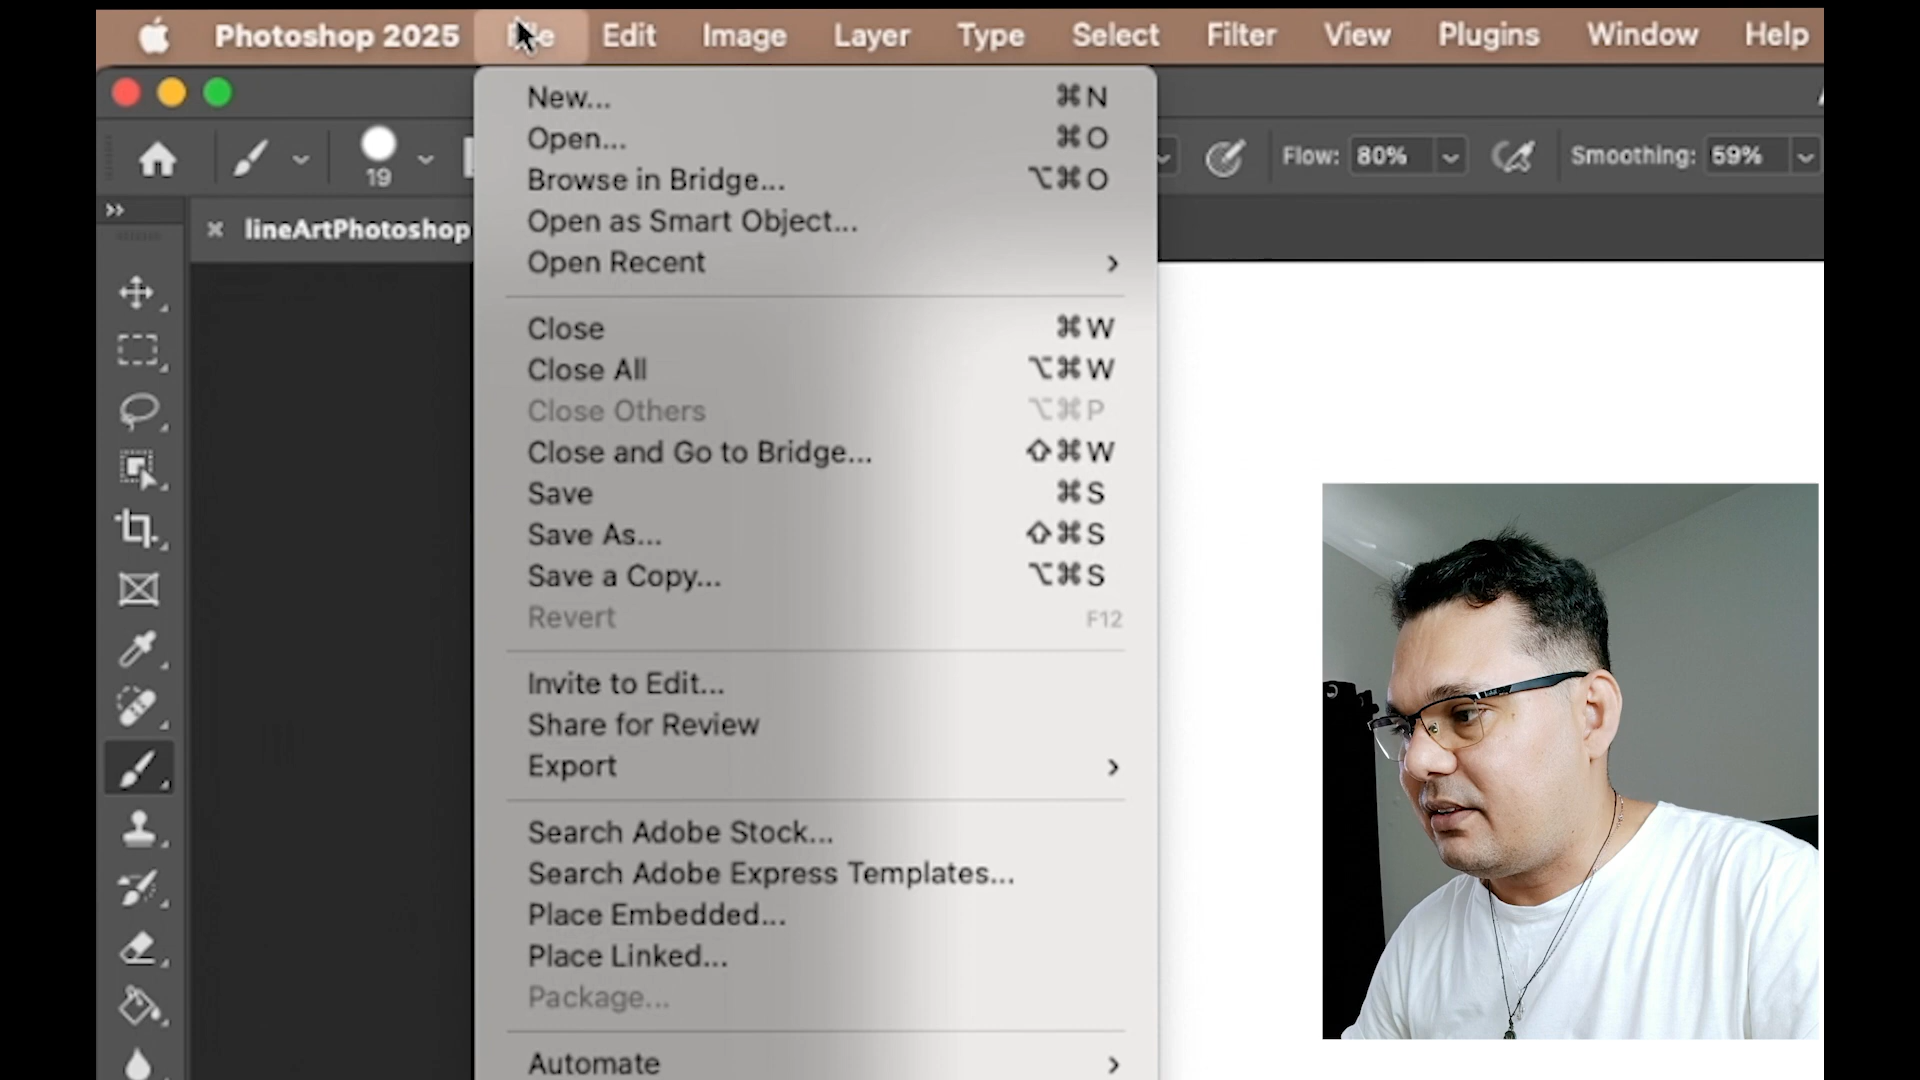 Photoshop 2025 File Edit Image Layer Type Select Filter View Plugins Window Help
19 Flow: 80% Smoothing: 59%
lineArtPhotoshop
New... ⌘N
Open... ⌘O
Browse in Bridge... ⌥⌘O
Open as Smart Object...
Open Recent
Close ⌘W
Close All ⌥⌘W
Close Others ⌥⌘P
Close and Go to Bridge... ⇧⌘W
Save ⌘S
Save As... ⇧⌘S
Save a Copy... ⌥⌘S
Revert F12
Invite to Edit...
Share for Review
Export
Search Adobe Stock...
Search Adobe Express Templates...
Place Embedded...
Place Linked...
Package...
Automate